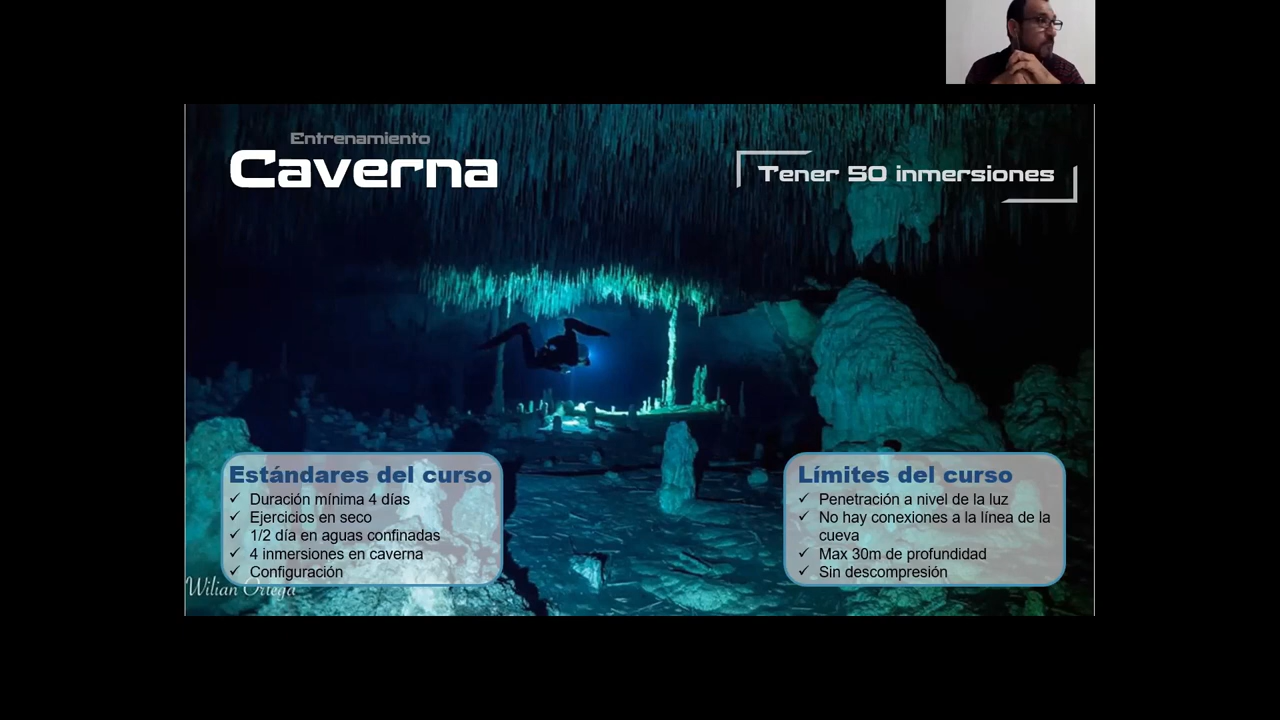 Entrenamiento
Caverna
Tener 50 inmersiones
Estándares del curso
✓ Duración mínima 4 días
✓ Ejercicios en seco
✓ 1/2 día en aguas confinadas
✓ 4 inmersiones en caverna
✓ Configuración
Límites del curso
✓ Penetración a nivel de la luz
✓ No hay conexiones a la línea de la
cueva
✓ Max 30m de profundidad
✓ Sin descompresión
Wilian Ortega